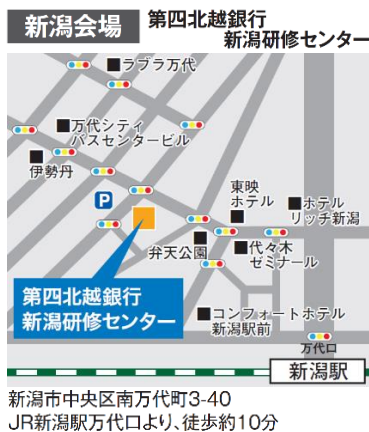 新潟会場
第四北越銀行
新潟研修センター
ラブラ万代
万代シティ
バスセンタービル
伊勢丹
P
東映
ホテル
ホテル
リッチ新潟
弁天公園
代々木
ゼミナール
第四北越銀行
新潟研修センター
コンフォートホテル
新潟駅前
万代口
新潟駅
新潟市中央区南万代町3-40
JR新潟駅万代口より、徒歩約10分